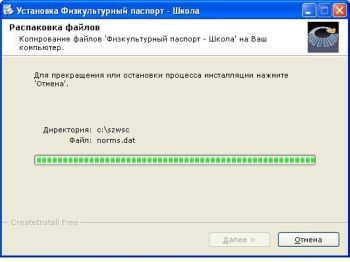 Установка Физкультурный паспорт - Школа
Распаковка файлов
Копирование файлов 'Физкультурный паспорт - Школа' на Ваш
компьютер.
Для прекращения или остановки процесса инсталляции нажмите
'Отмена'.
Директория: c:\szwsc
Файл: norms.dat
CreateInstall Free
Далее >
Отмена